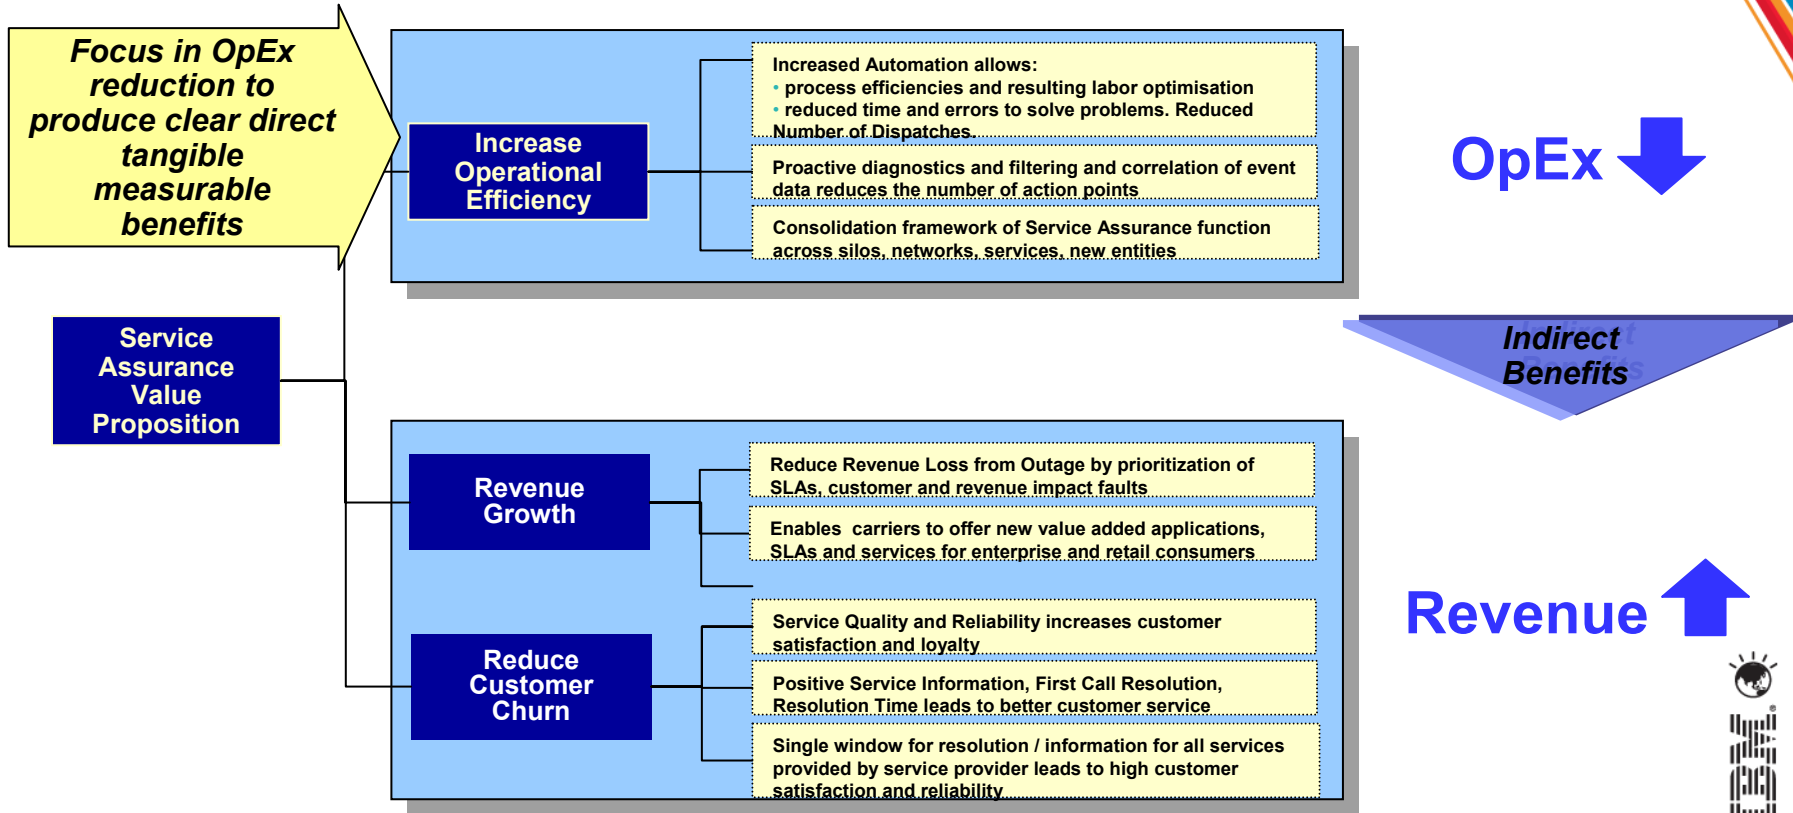 Focus in OpEx
reduction to
produce clear direct
tangible
measurable
benefits
Increase
Operational
Efficiency
Increased Automation allows:
• process efficiencies and resulting labor optimisation
• reduced time and errors to solve problems. Reduced
Number of Dispatches.
Proactive diagnostics and filtering and correlation of event
data reduces the number of action points
Consolidation framework of Service Assurance function
across silos, networks, services, new entities
OpEx
Service
Assurance
Value
Proposition
Indirect
Benefits
Revenue
Growth
Reduce Revenue Loss from Outage by prioritization of
SLAs, customer and revenue impact faults
Enables carriers to offer new value added applications,
SLAs and services for enterprise and retail consumers
Reduce
Customer
Churn
Service Quality and Reliability increases customer
satisfaction and loyalty
Positive Service Information, First Call Resolution,
Resolution Time leads to better customer service
Single window for resolution / information for all services
provided by service provider leads to high customer
satisfaction and reliability
Revenue
IBM®